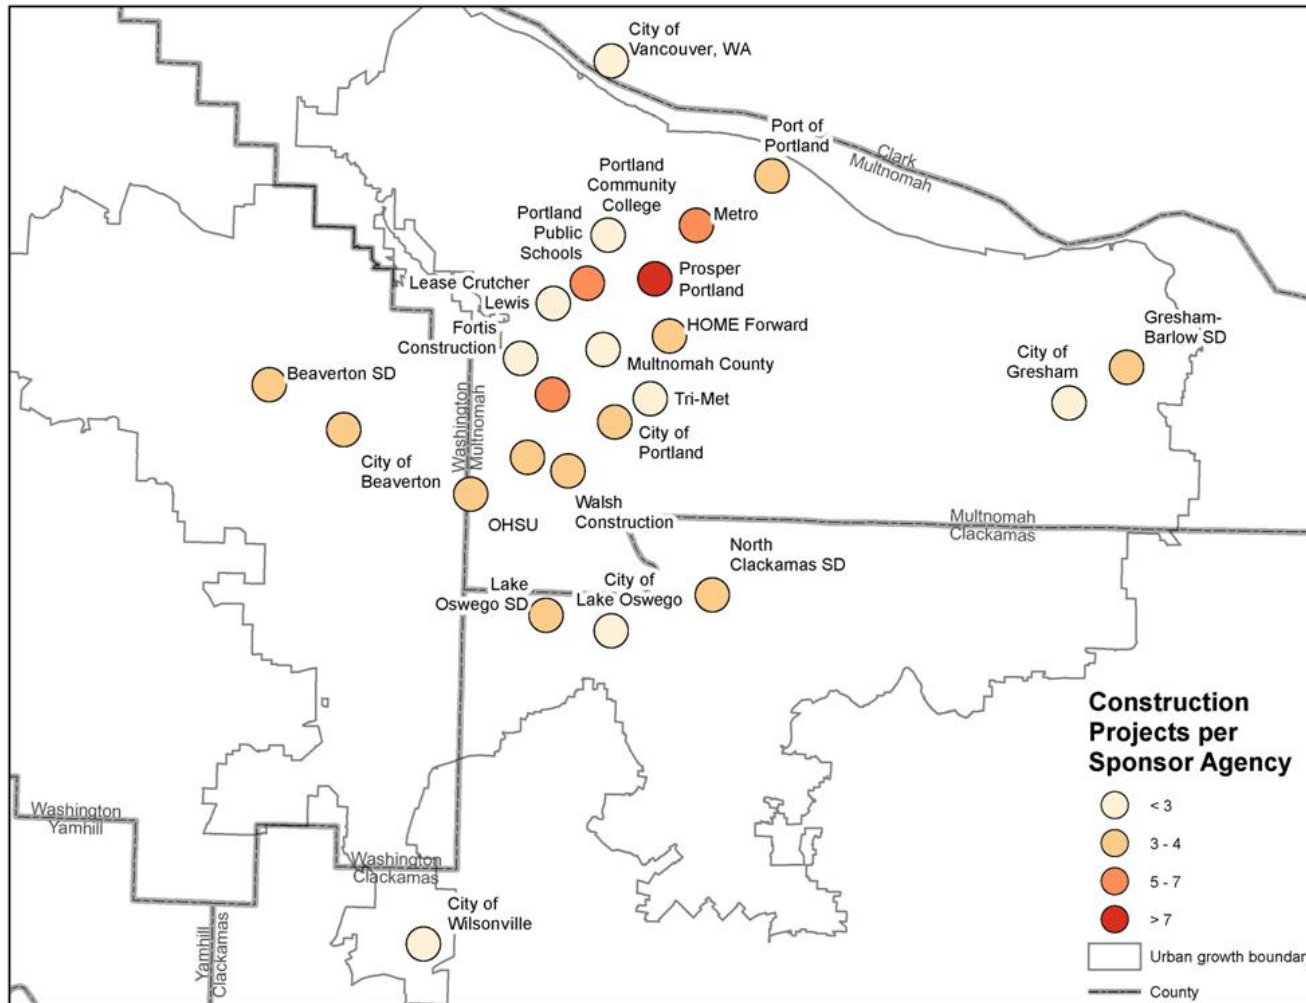 City of
Vancouver, WA
Port of
Portland
Clark
Multnomah
Portland
Community
College
Metro
Portland
Public
Schools
Prosper
Portland
Lease Crutcher
Lewis
HOME Forward
Gresham-
Barlow SD
Fortis
Construction
City of
Gresham
Multnomah County
Beaverton SD
Tri-Met
Washington
Multnomah
City of
Portland
City of
Beaverton
Walsh
Construction
OHSU
Multnomah
Clackamas
North
Clackamas SD
Lake
Oswego SD
City of
Lake Oswego
Construction
Projects per
Sponsor Agency
< 3
3 - 4
5 - 7
> 7
Urban growth boundar
County
Washington
Yamhill
Washington
Clackamas
City of
Wilsonville
Yamhill
Clackamas